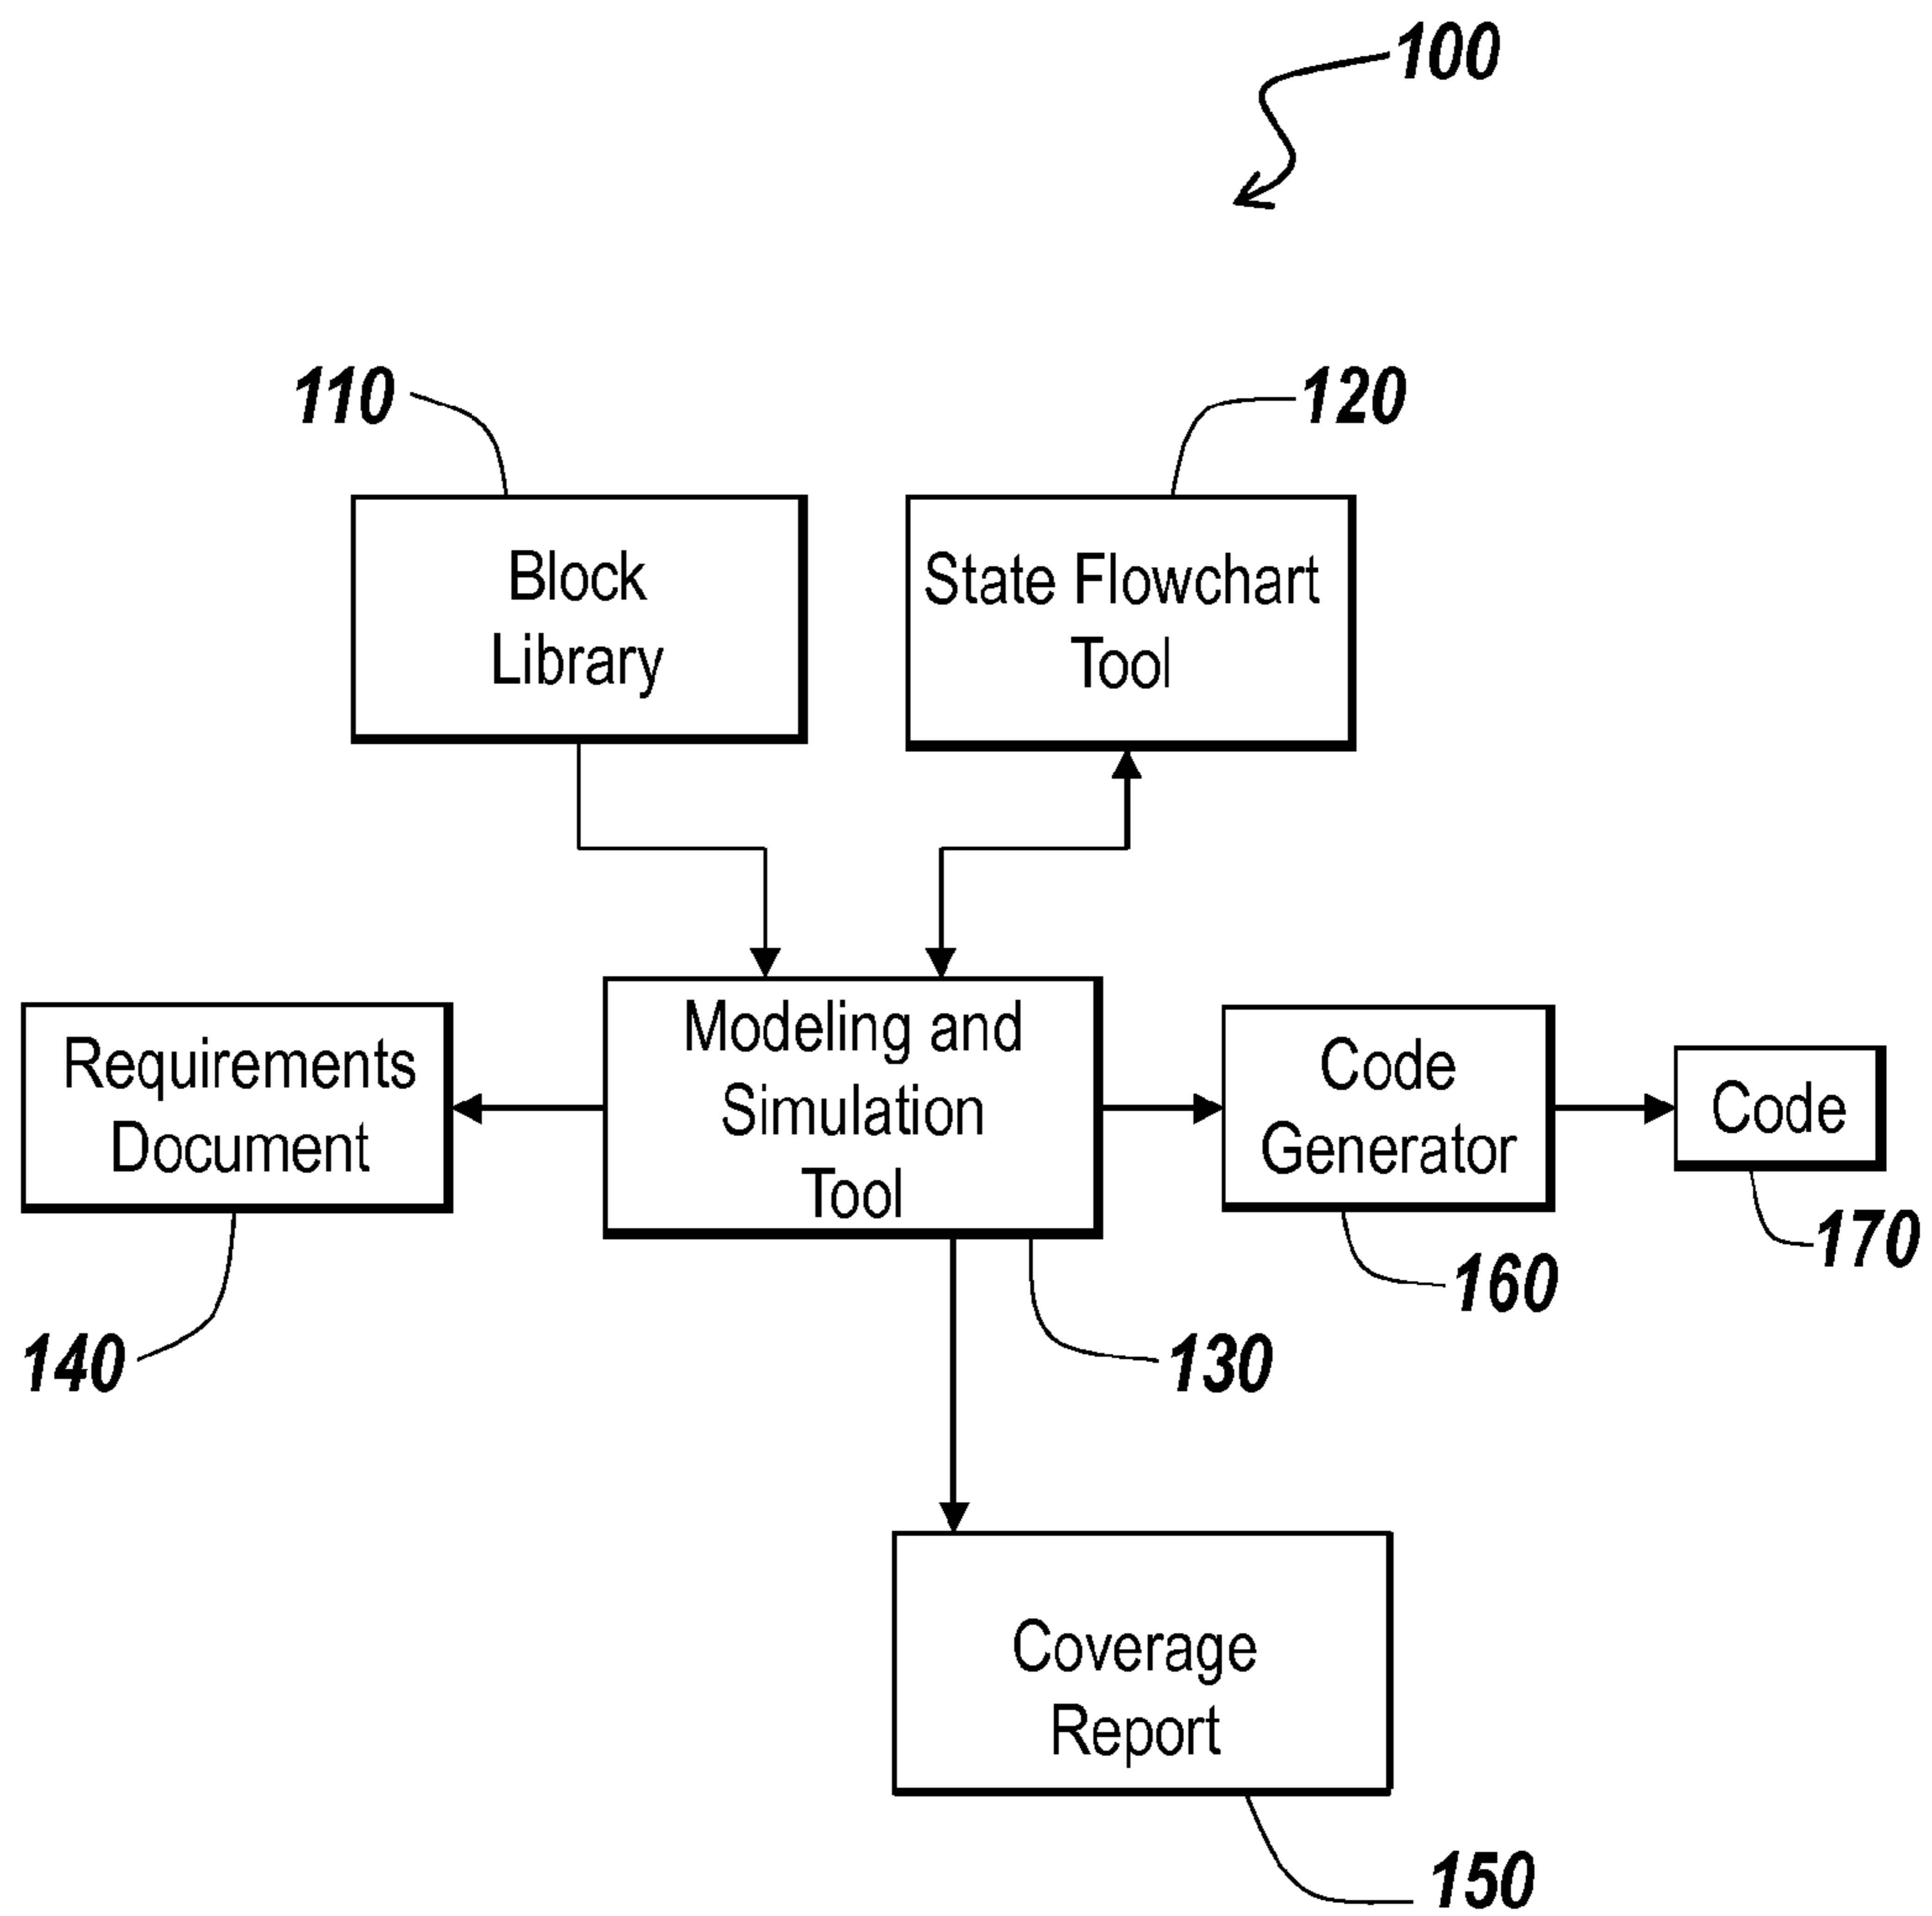 100
110
120
Block
Library
State Flowchart
Tool
Requirements
Document
Modeling and
Simulation
Tool
Code
Generator
Code
170
160
140
130
Coverage
Report
150